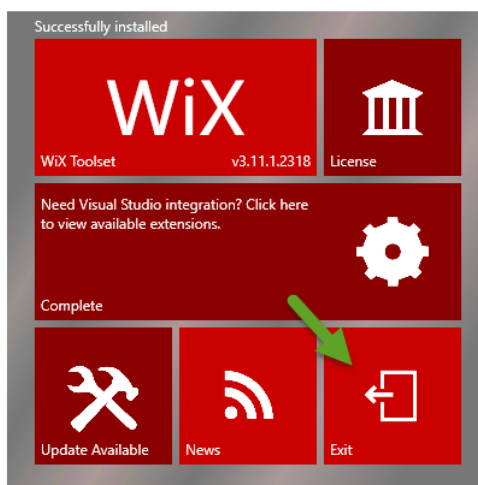 Successfully installed
WiX
WiX Toolset v3.11.1.2318
License
Need Visual Studio integration? Click here
to view available extensions.
Complete
Update Available
News
Exit